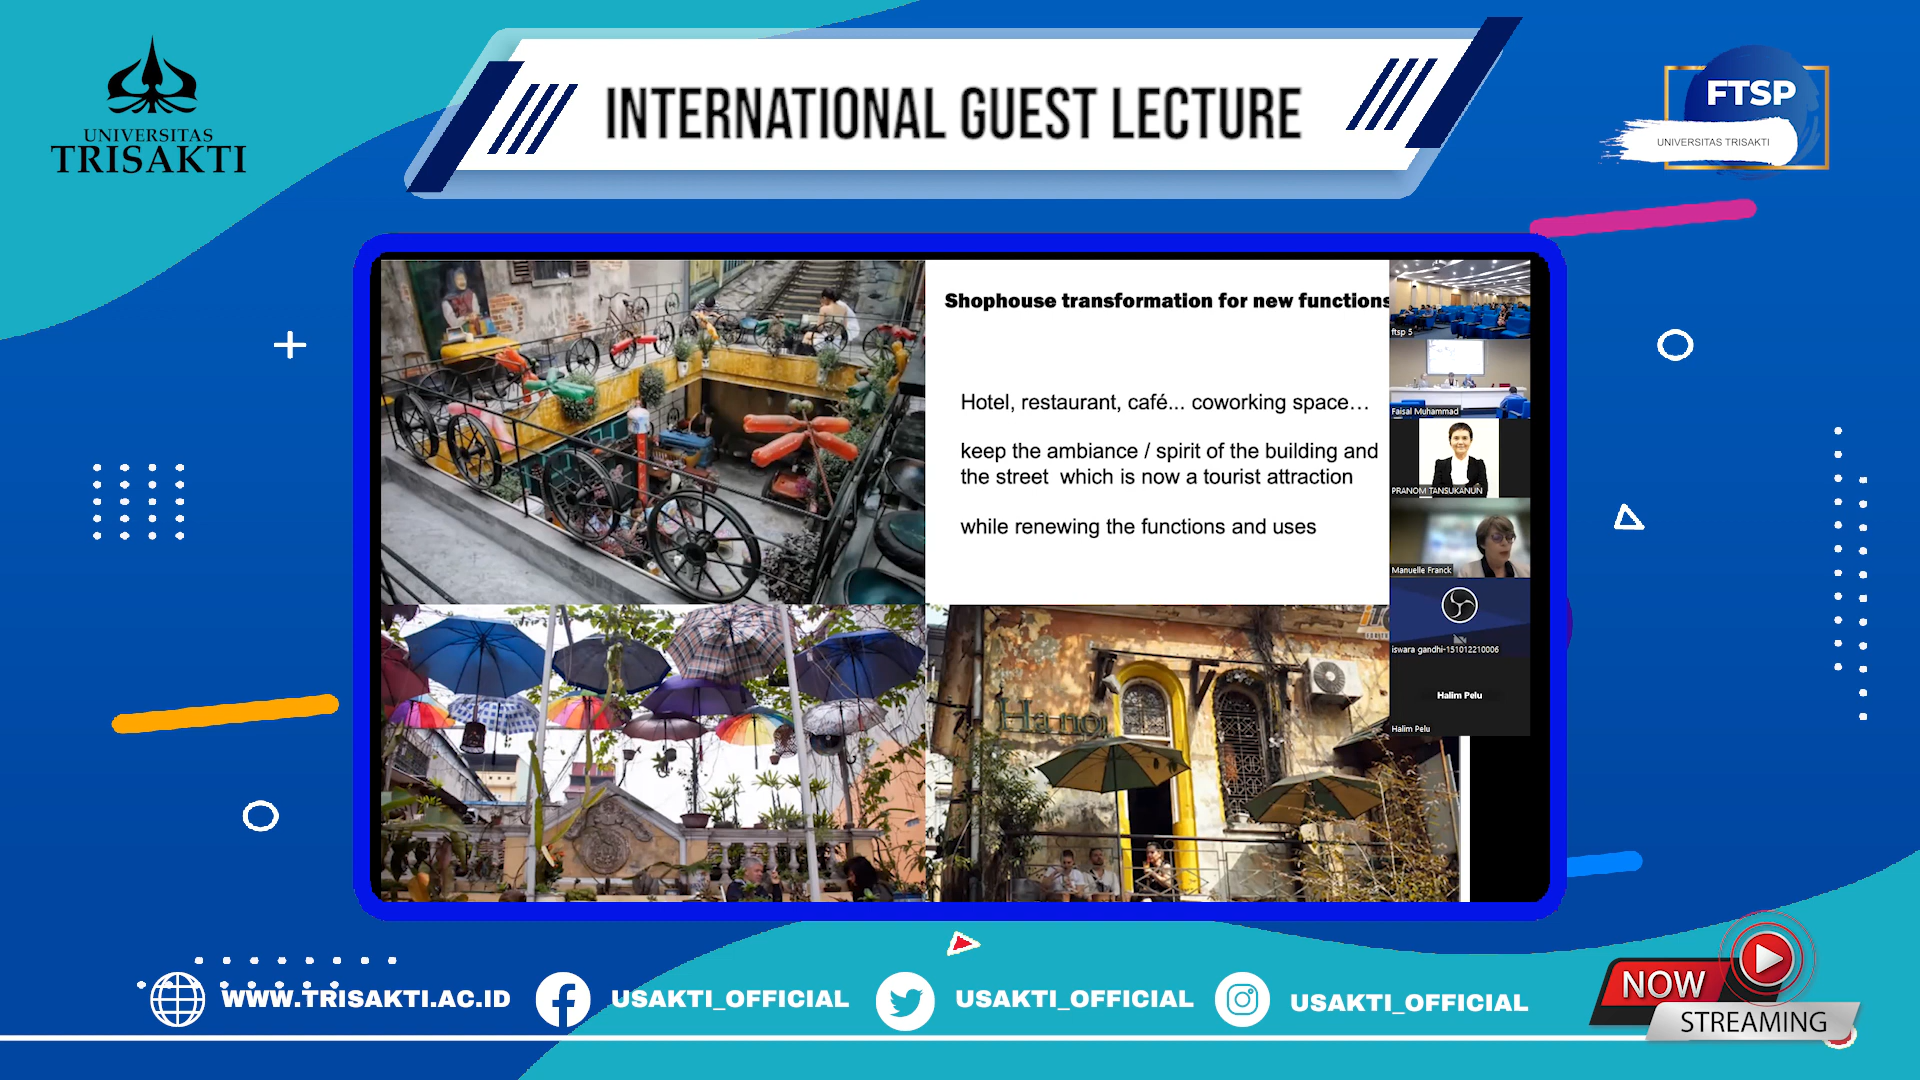 UNIVERSITAS
TRISAKTI
INTERNATIONAL GUEST LECTURE
FTSP
UNIVERSITAS TRISAKTI
Shophouse transformation for new functions
Hotel, restaurant, café... coworking space…
keep the ambiance / spirit of the building and
the street which is now a tourist attraction
while renewing the functions and uses
Hanoi
ftsp 5
Faisal Muhammad
PRANOM TANSUKANUN
Manuelle Franck
iswara gandhi-151012210006
Halim Pelu
Halim Pelu
WWW.TRISAKTI.AC.ID
USAKTI_OFFICIAL
USAKTI_OFFICIAL
USAKTI_OFFICIAL
NOW
STREAMING